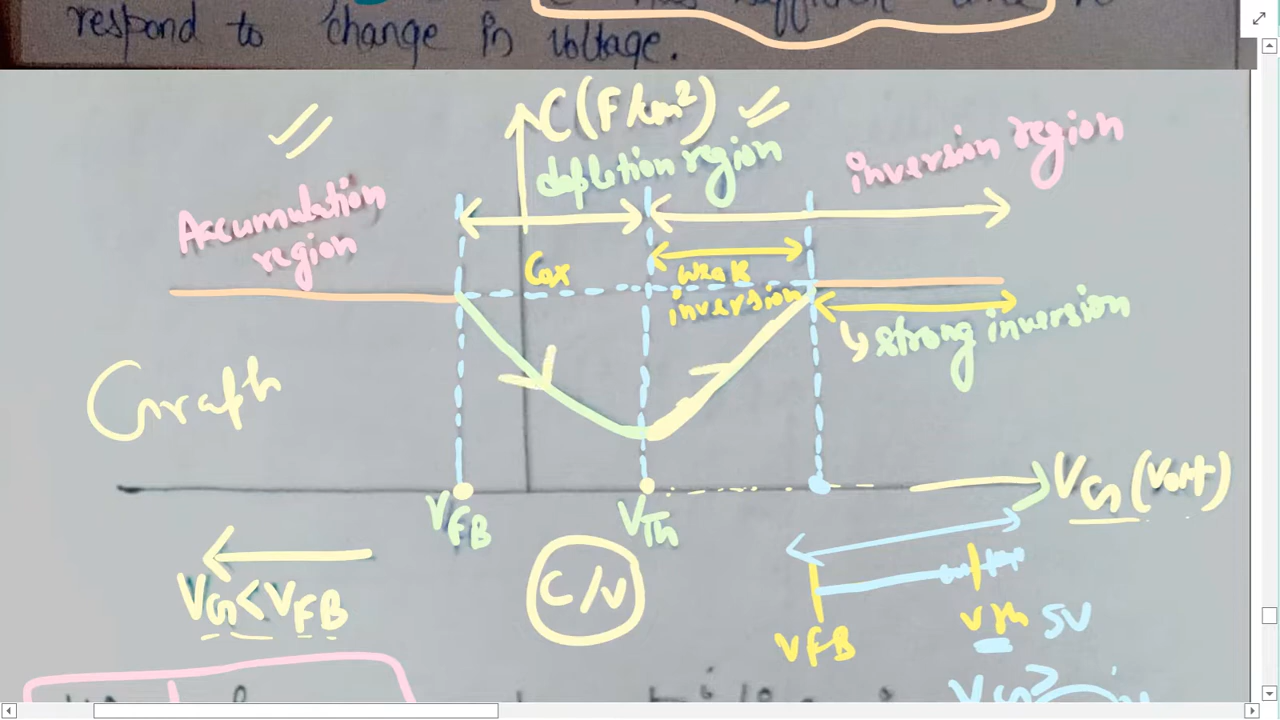 respond to change in voltage.
C (F/cm²)
depletion region
inversion region
Accumulation
region
Cox
weak
inversion
strong inversion
Graph
VG (Volt)
VFB
VTh
C/V
VG<VFB
VFB
VTh 5V
VG>